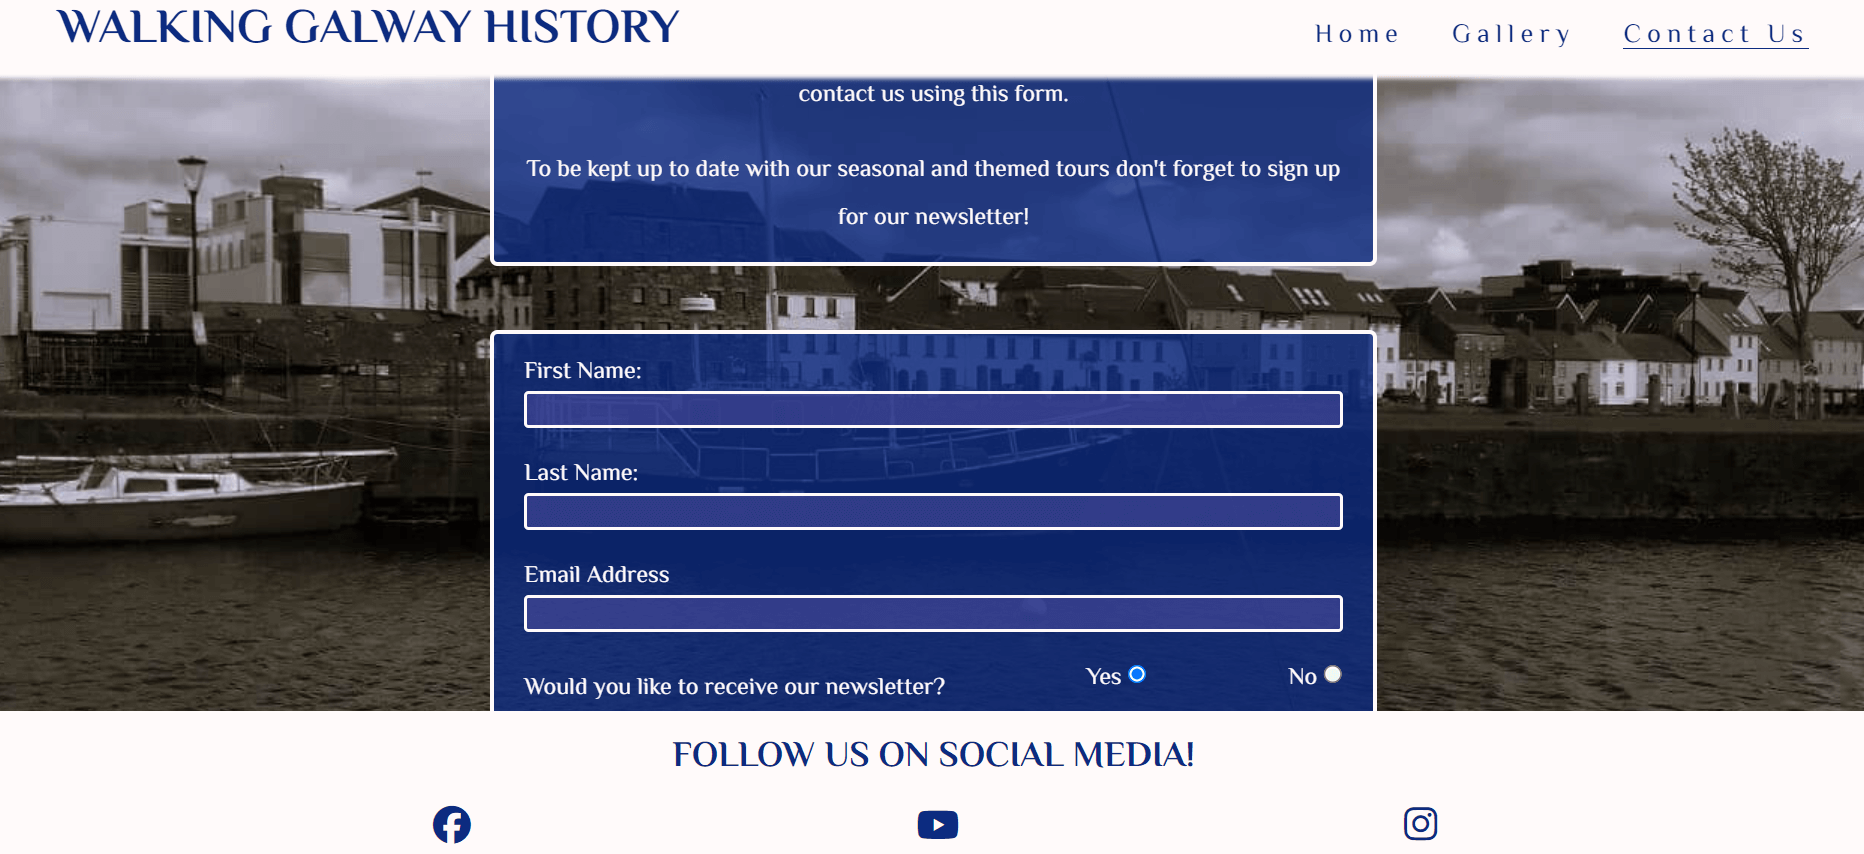 WALKING GALWAY HISTORY
Home Gallery Contact Us
contact us using this form.
To be kept up to date with our seasonal and themed tours don't forget to sign up
for our newsletter!
First Name:
Last Name:
Email Address
Would you like to receive our newsletter? Yes No
FOLLOW US ON SOCIAL MEDIA!